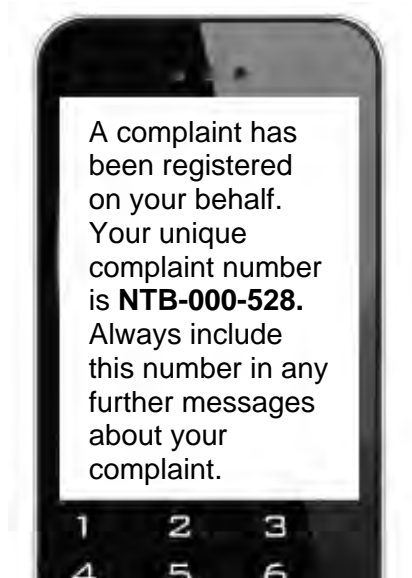 A complaint has
been registered
on your behalf.
Your unique
complaint number
is NTB-000-528.
Always include
this number in any
further messages
about your
complaint.
1 2 3
4 5 6